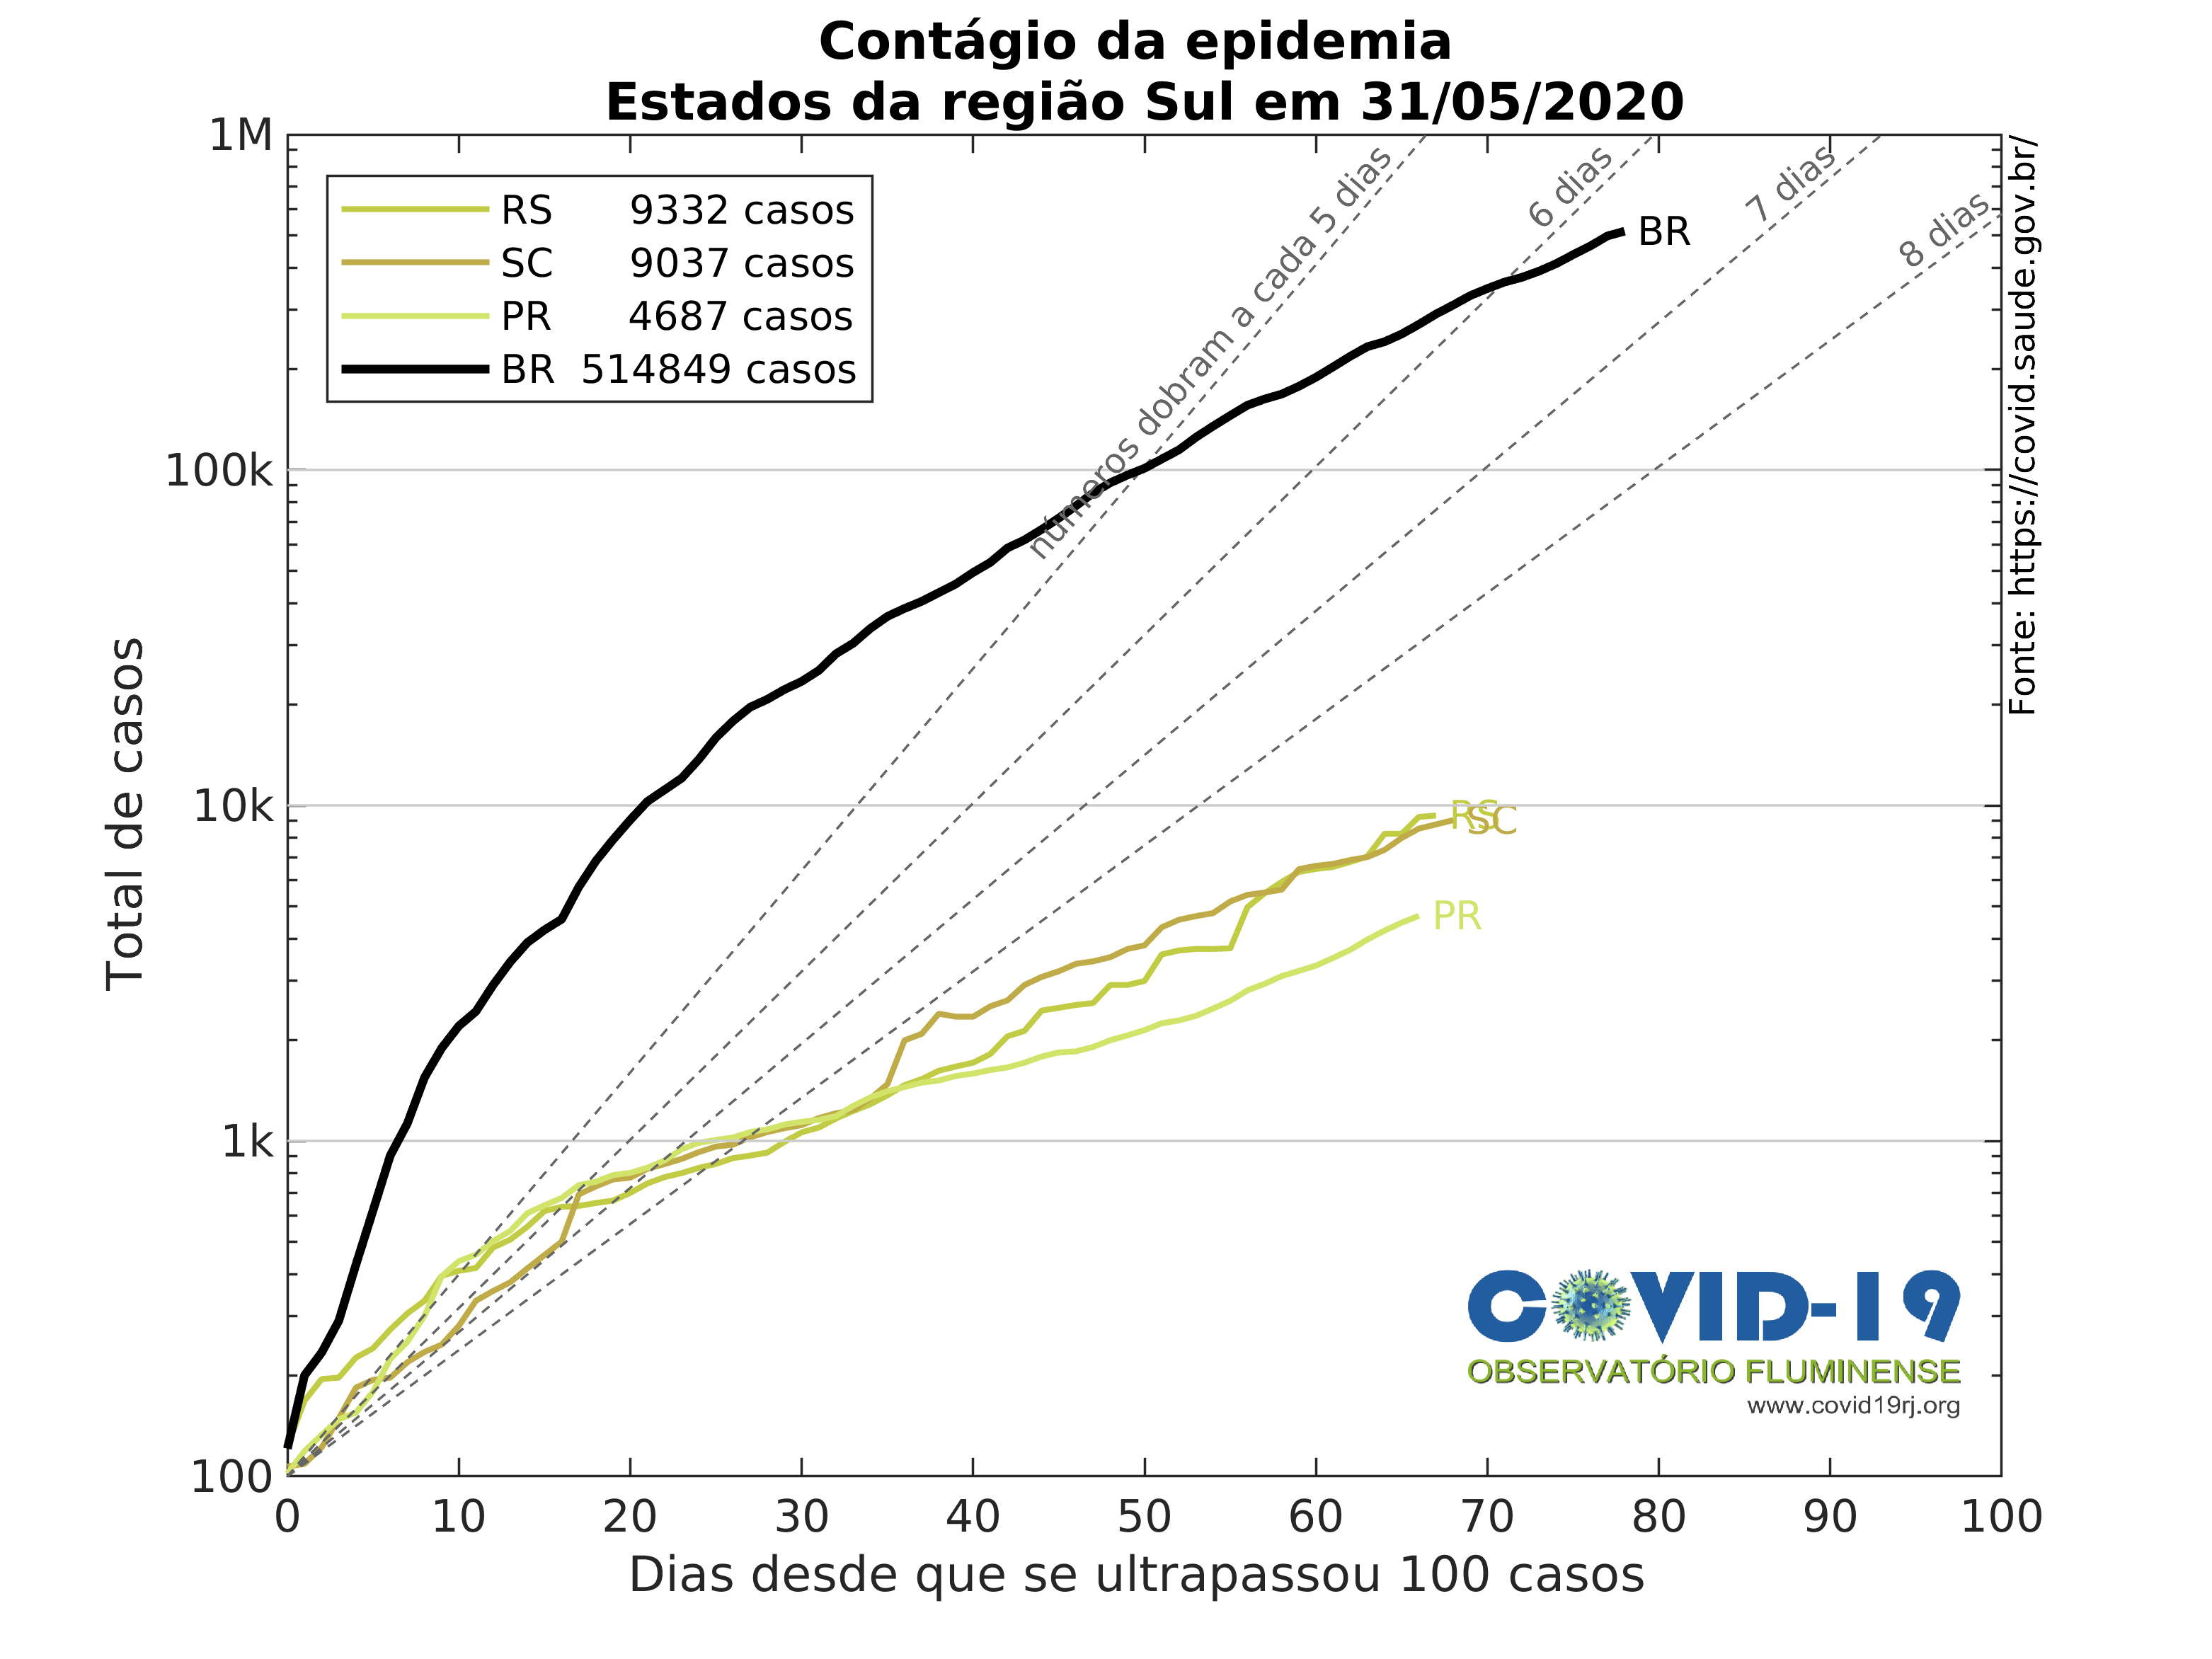 Contágio da epidemia
Estados da região Sul em 31/05/2020
1M
100k
10k
1k
100
Total de casos
RS 9332 casos
SC 9037 casos
PR 4687 casos
BR 514849 casos
números dobram a cada 5 dias
6 dias
7 dias
8 dias
BR
RS
SC
PR
Fonte: https://covid.saude.gov.br/
COVID-19
OBSERVATÓRIO FLUMINENSE
www.covid19rj.org
0 10 20 30 40 50 60 70 80 90 100
Dias desde que se ultrapassou 100 casos